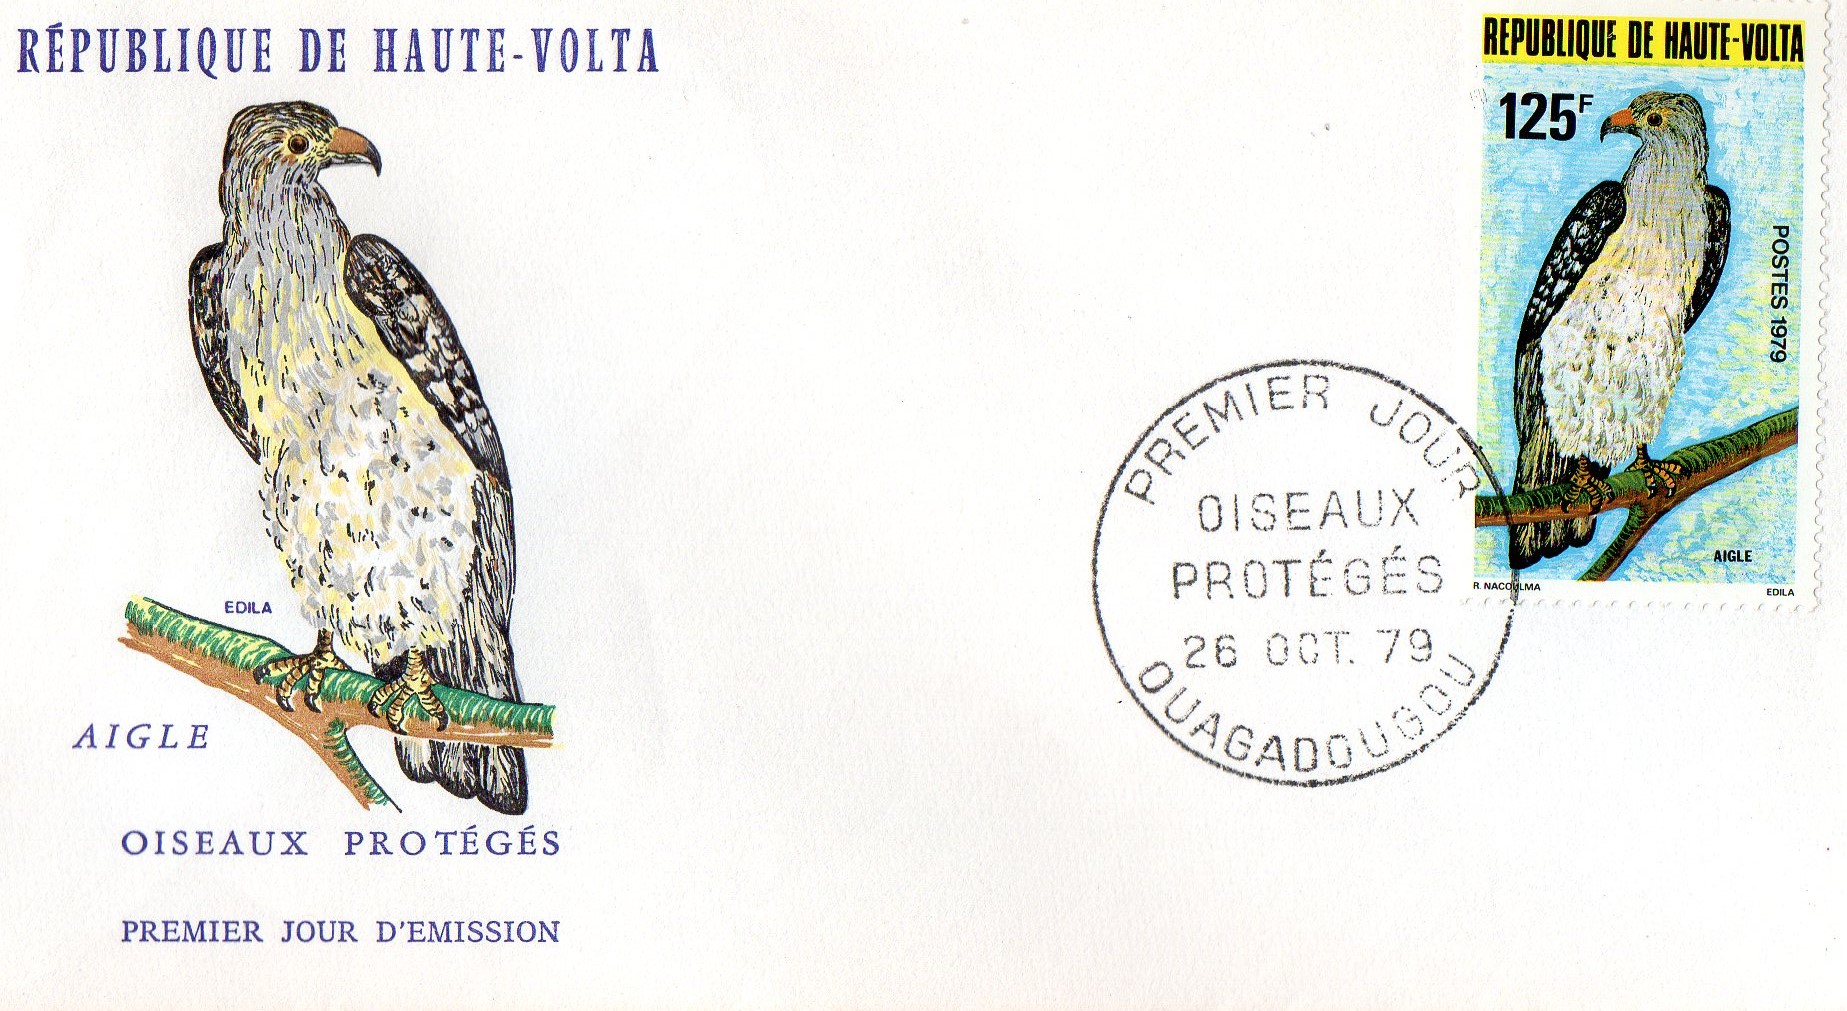 RÉPUBLIQUE DE HAUTE-VOLTA
EDILA
AIGLE
OISEAUX PROTÉGÉS
PREMIER JOUR D'EMISSION
REPUBLIQUE DE HAUTE-VOLTA
125F
POSTES 1979
AIGLE
R. NACOULMA
EDILA
PREMIER JOUR
OISEAUX
PROTÉGÉS
26 OCT. 79
OUAGADOUGOU